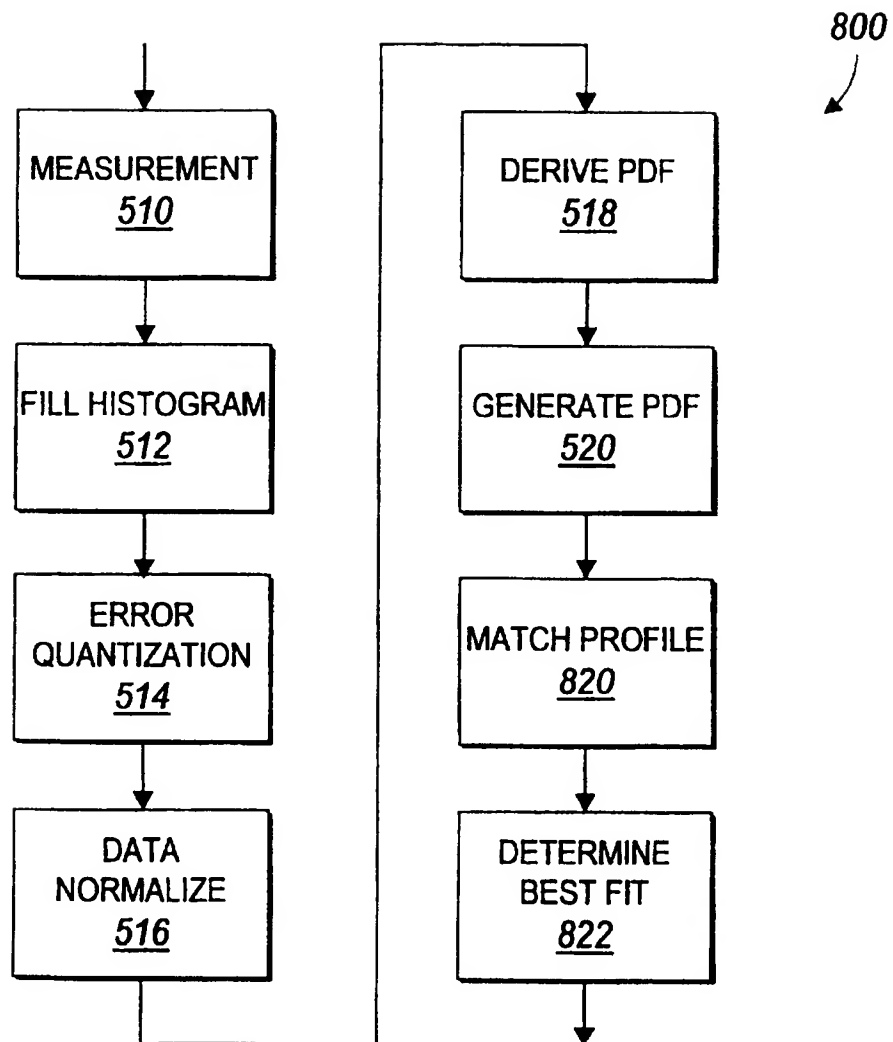 800
MEASUREMENT
510
FILL HISTOGRAM
512
ERROR
QUANTIZATION
514
DATA
NORMALIZE
516
DERIVE PDF
518
GENERATE PDF
520
MATCH PROFILE
820
DETERMINE
BEST FIT
822